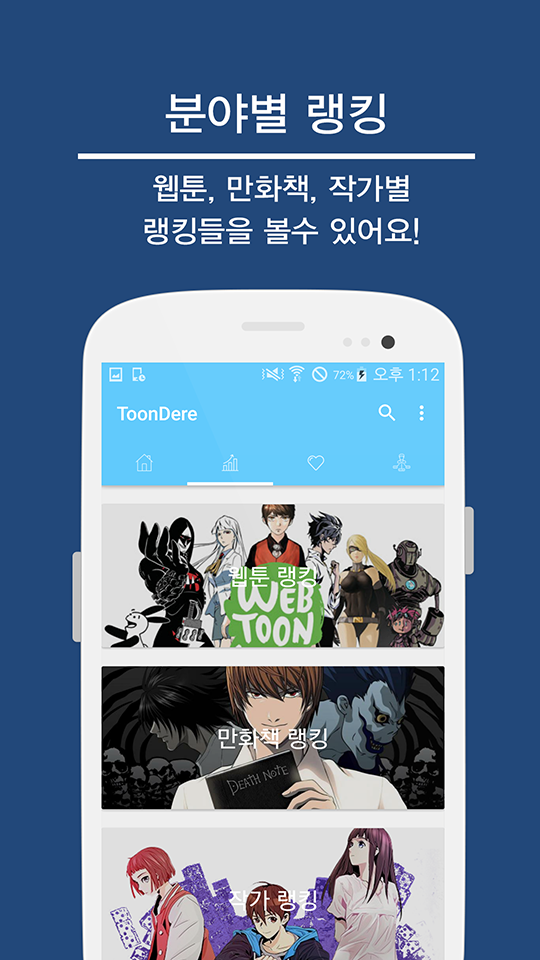 분야별 랭킹
웹툰, 만화책, 작가별
랭킹들을 볼수 있어요!
72% 오후 1:12
ToonDere
웹툰 랭킹
WEB
TOON
만화책 랭킹
DEATH NOTE
작가 랭킹